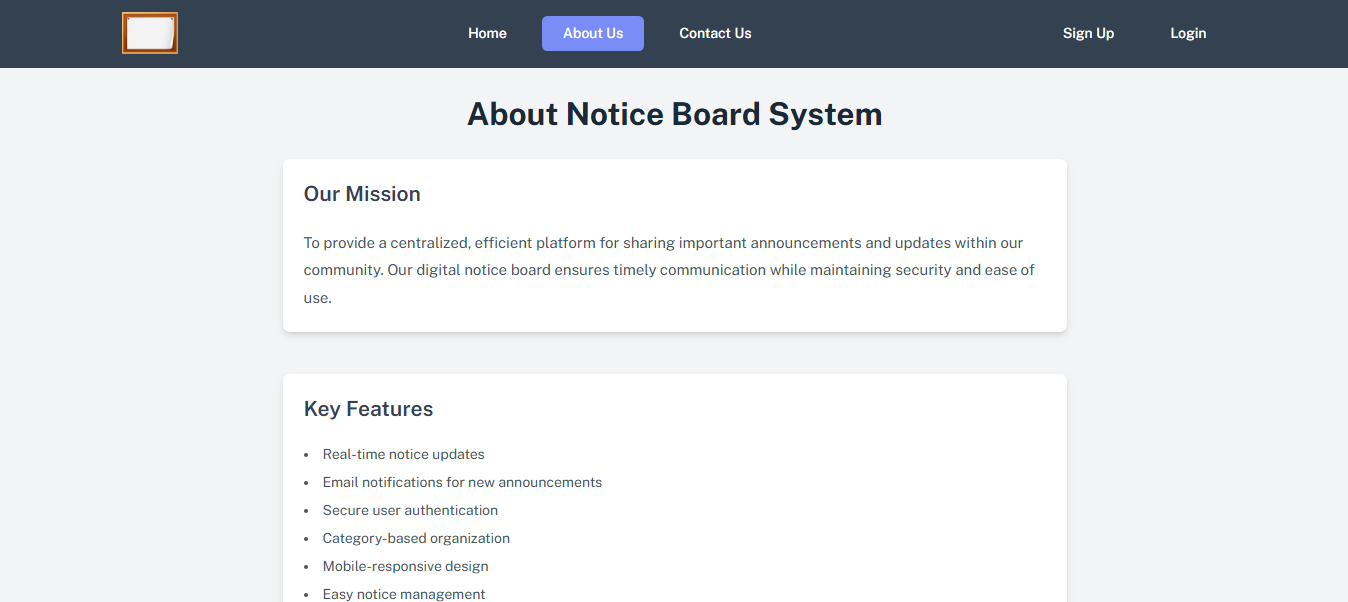 Home About Us Contact Us Sign Up Login
About Notice Board System
Our Mission
To provide a centralized, efficient platform for sharing important announcements and updates within our
community. Our digital notice board ensures timely communication while maintaining security and ease of
use.
Key Features
• Real-time notice updates
• Email notifications for new announcements
• Secure user authentication
• Category-based organization
• Mobile-responsive design
• Easy notice management